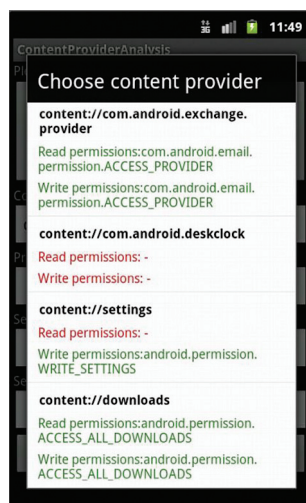 3G
11:49
ContentProviderAnalysis
Choose content provider
content://com.android.exchange.
provider
Read permissions:com.android.email.
permission.ACCESS_PROVIDER
Write permissions:com.android.email.
permission.ACCESS_PROVIDER
content://com.android.deskclock
Read permissions: -
Write permissions: -
content://settings
Read permissions: -
Write permissions:android.permission.
WRITE_SETTINGS
content://downloads
Read permissions:android.permission.
ACCESS_ALL_DOWNLOADS
Write permissions:android.permission.
ACCESS_ALL_DOWNLOADS